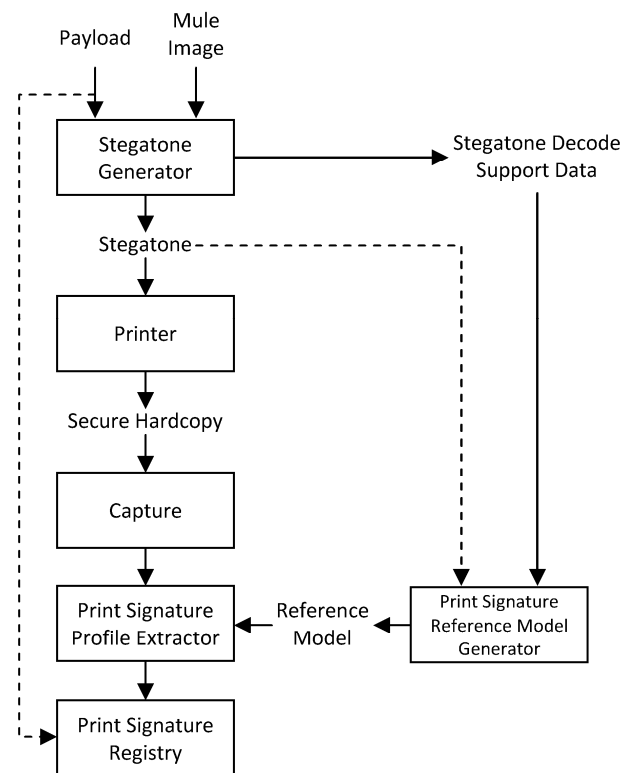 Payload
Mule
Image
Stegatone
Generator
Stegatone Decode
Support Data
Stegatone
Printer
Secure Hardcopy
Capture
Print Signature
Profile Extractor
Reference
Model
Print Signature
Reference Model
Generator
Print Signature
Registry